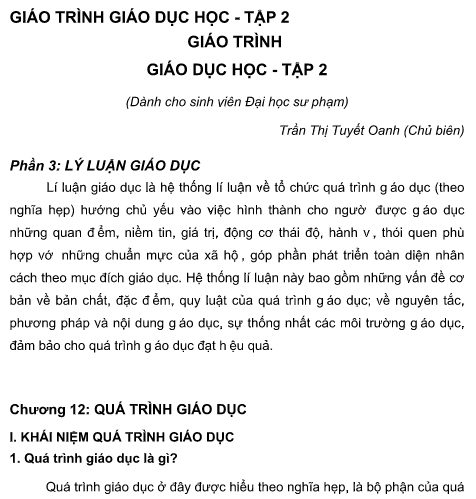 GIÁO TRÌNH GIÁO DỤC HỌC - TẬP 2
GIÁO TRÌNH
GIÁO DỤC HỌC - TẬP 2
(Dành cho sinh viên Đại học sư phạm)
Trần Thị Tuyết Oanh (Chủ biên)
Phần 3: LÝ LUẬN GIÁO DỤC
Lí luận giáo dục là hệ thống lí luận về tổ chức quá trình g áo dục (theo
nghĩa hẹp) hướng chủ yếu vào việc hình thành cho ngườ được g áo dục
những quan đ ểm, niềm tin, giá trị, động cơ thái độ, hành v , thói quen phù
hợp vớ những chuẩn mực của xã hộ , góp phần phát triển toàn diện nhân
cách theo mục đích giáo dục. Hệ thống lí luận này bao gồm những vấn đề cơ
bản về bản chất, đặc đ ểm, quy luật của quá trình g áo dục; về nguyên tắc,
phương pháp và nội dung g áo dục, sự thống nhất các môi trường g áo dục,
đảm bảo cho quá trình g áo dục đạt h ệu quả.
Chương 12: QUÁ TRÌNH GIÁO DỤC
I. KHÁI NIỆM QUÁ TRÌNH GIÁO DỤC
1. Quá trình giáo dục là gì?
Quá trình giáo dục ở đây được hiểu theo nghĩa hẹp, là bộ phận của quá